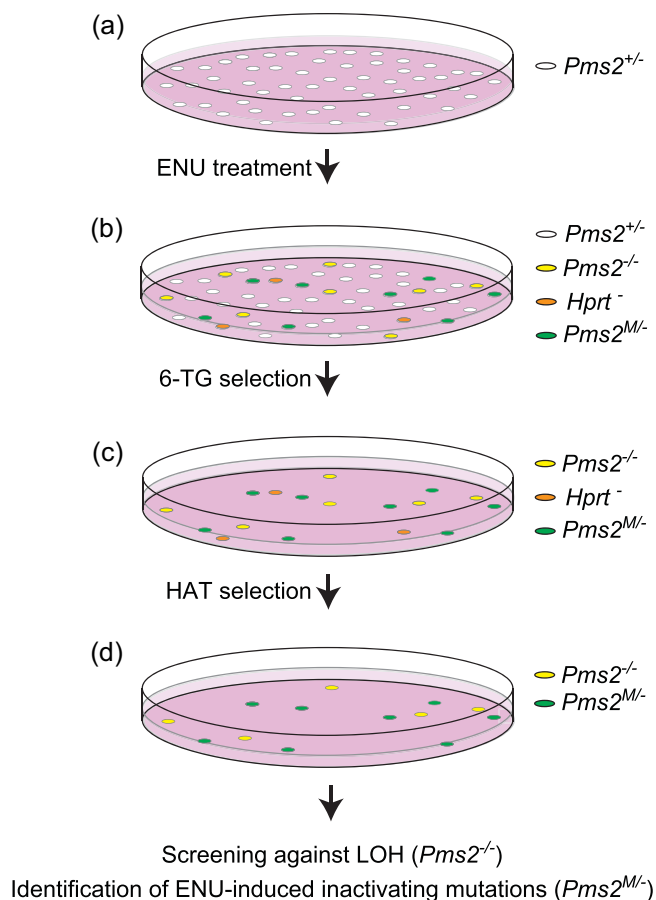 (a)
Pms2+/-
ENU treatment
(b)
Pms2+/-
Pms2-/-
Hprt -
Pms2M/-
6-TG selection
(c)
Pms2-/-
Hprt -
Pms2M/-
HAT selection
(d)
Pms2-/-
Pms2M/-
Screening against LOH (Pms2-/-)
Identification of ENU-induced inactivating mutations (Pms2M/-)